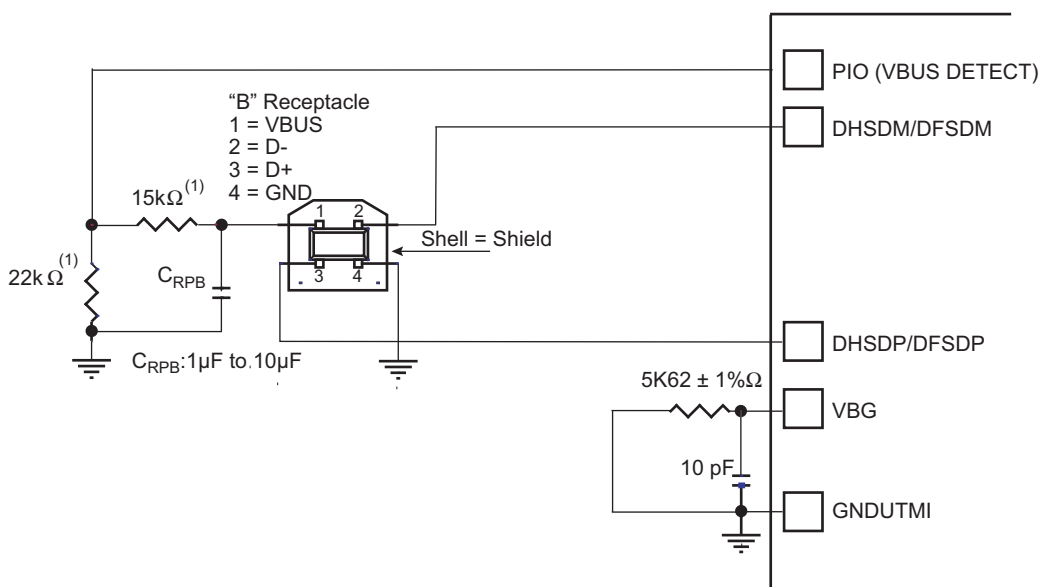 PIO (VBUS DETECT)
"B" Receptacle
1 = VBUS
2 = D-
3 = D+
4 = GND
DHSDM/DFSDM
15kΩ(1)
1 2
Shell = Shield
22kΩ(1)
CRPB
3 4
CRPB:1µF to 10µF
DHSDP/DFSDP
5K62 ± 1%Ω
VBG
10 pF
GNDUTMI